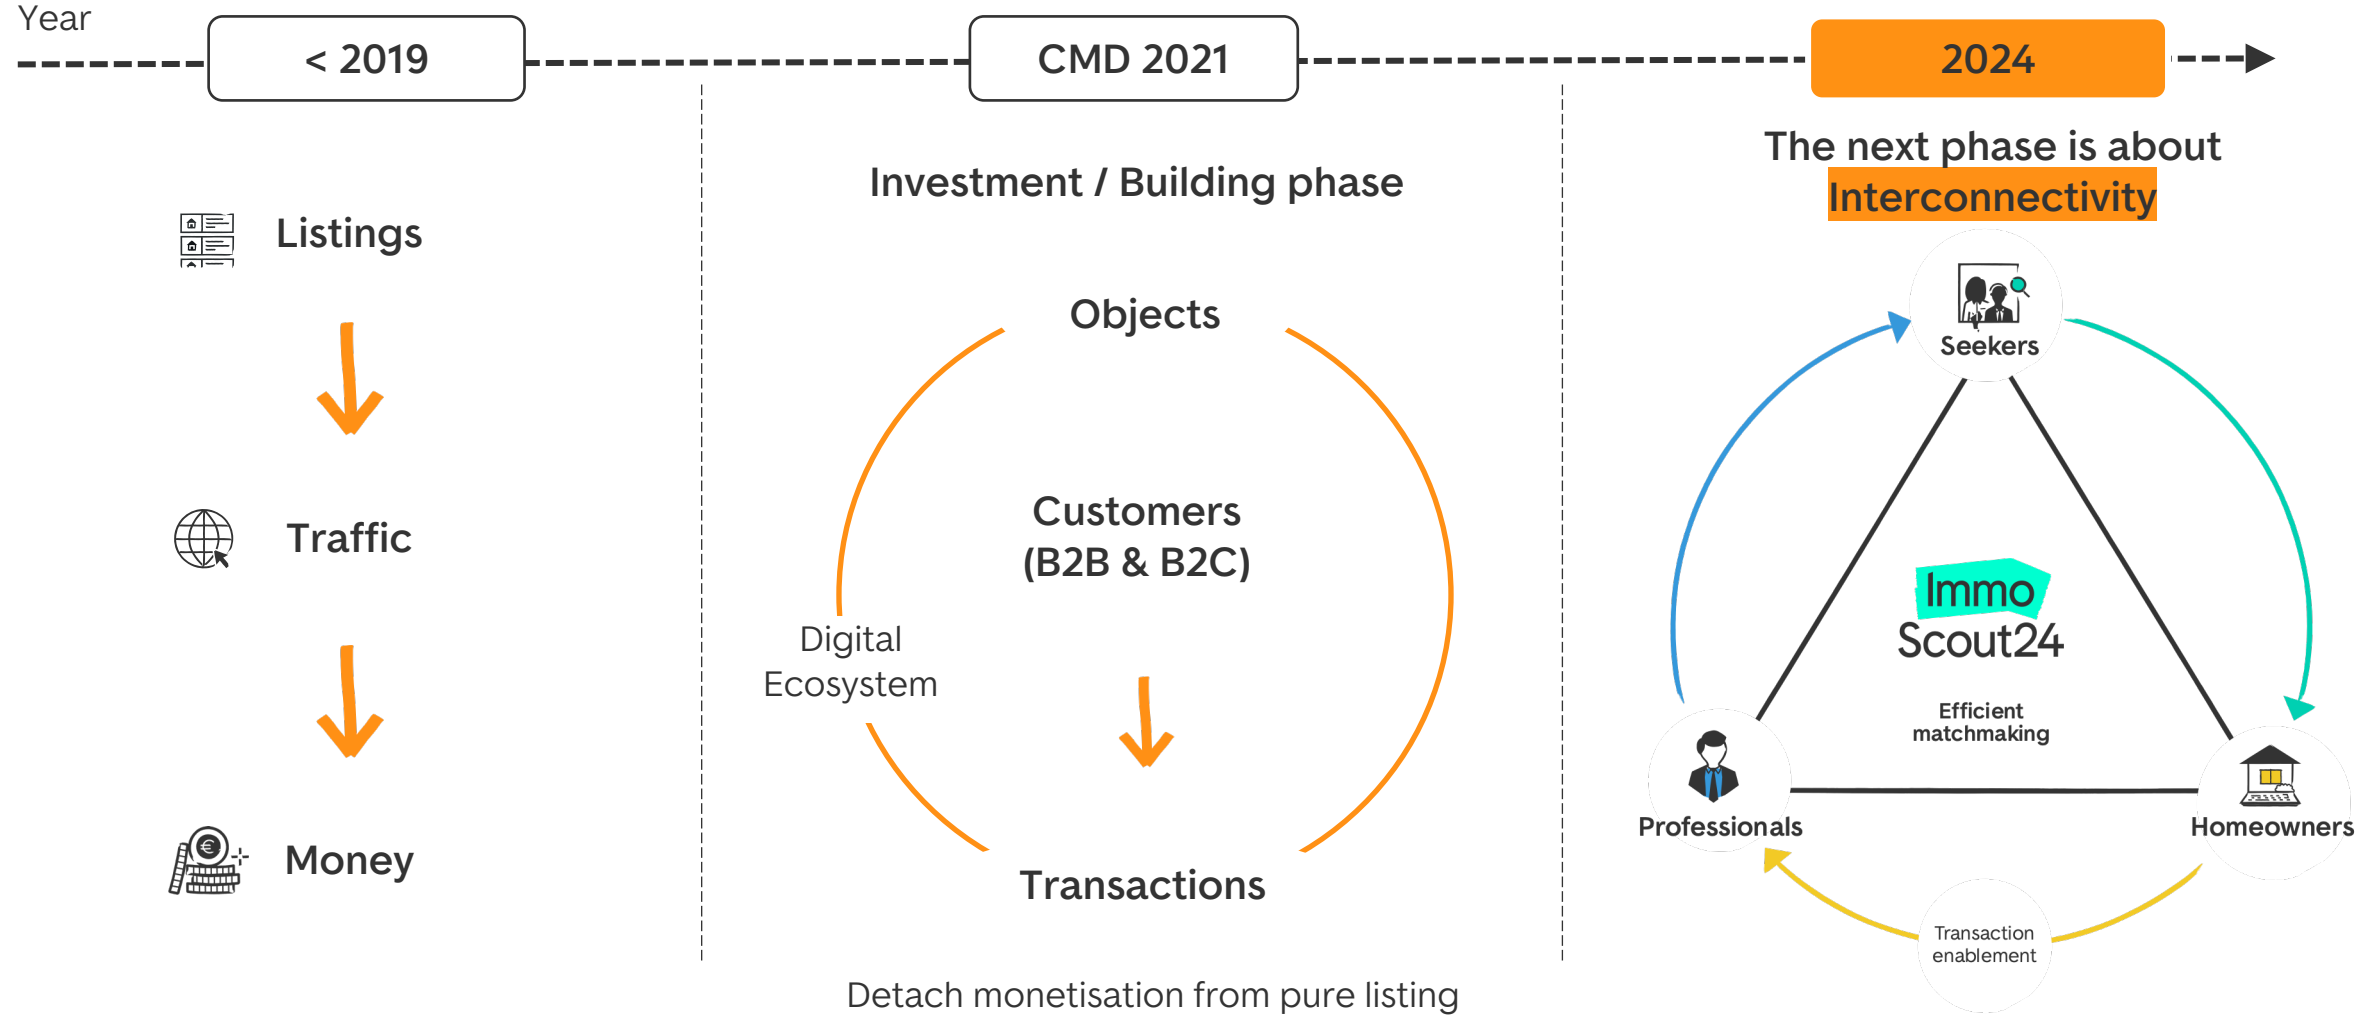 Year
< 2019
CMD 2021
2024
Listings
Traffic
Money
Investment / Building phase
Objects
Customers
(B2B & B2C)
Digital
Ecosystem
Transactions
Detach monetisation from pure listing
The next phase is about
Interconnectivity
Seekers
Immo
Scout24
Efficient
matchmaking
Professionals
Homeowners
Transaction
enablement